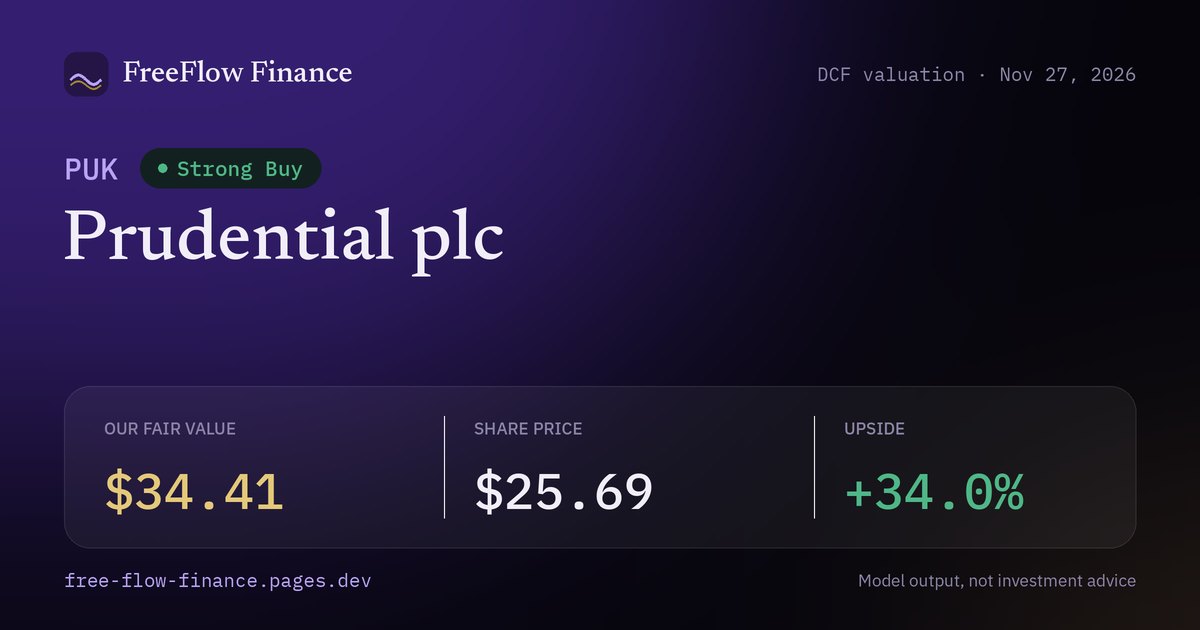 FreeFlow Finance
DCF valuation · Nov 27, 2026
PUK
Strong Buy
Prudential plc
OUR FAIR VALUE
$34.41
SHARE PRICE
$25.69
UPSIDE
+34.0%
free-flow-finance.pages.dev
Model output, not investment advice